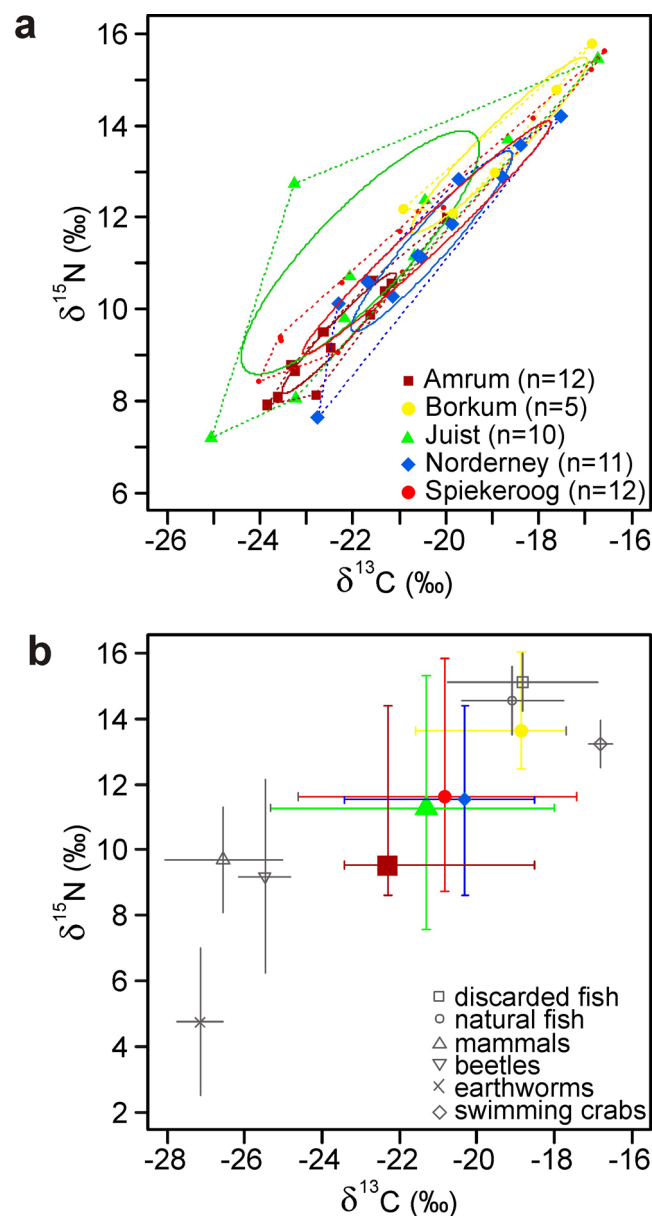 a
16
14
12
10
8
6
δ15N (‰)
Amrum (n=12)
Borkum (n=5)
Juist (n=10)
Norderney (n=11)
Spiekeroog (n=12)
-26 -24 -22 -20 -18 -16
δ13C (‰)
b
16
14
12
10
8
6
4
2
δ15N (‰)
discarded fish
natural fish
mammals
beetles
earthworms
swimming crabs
-28 -26 -24 -22 -20 -18 -16
δ13C (‰)